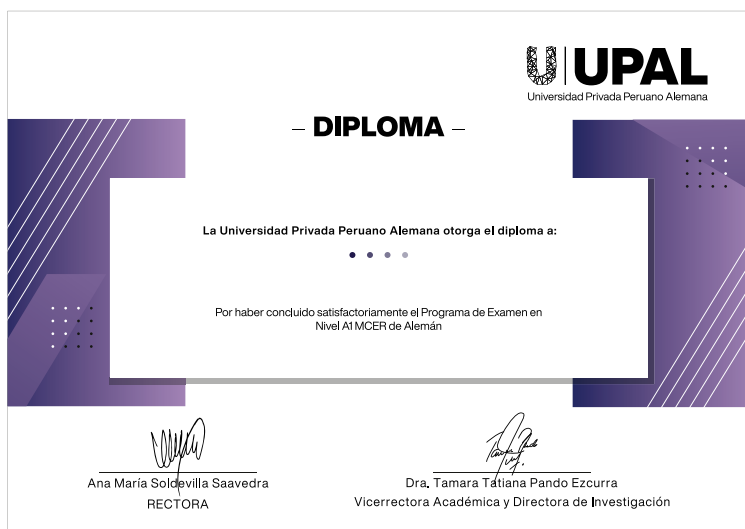 UPAL
Universidad Privada Peruano Alemana
– DIPLOMA –
La Universidad Privada Peruano Alemana otorga el diploma a:
Por haber concluido satisfactoriamente el Programa de Examen en
Nivel A1 MCER de Alemán
Ana María Soldevilla Saavedra
RECTORA
Dra. Tamara Tatiana Pando Ezcurra
Vicerrectora Académica y Directora de Investigación